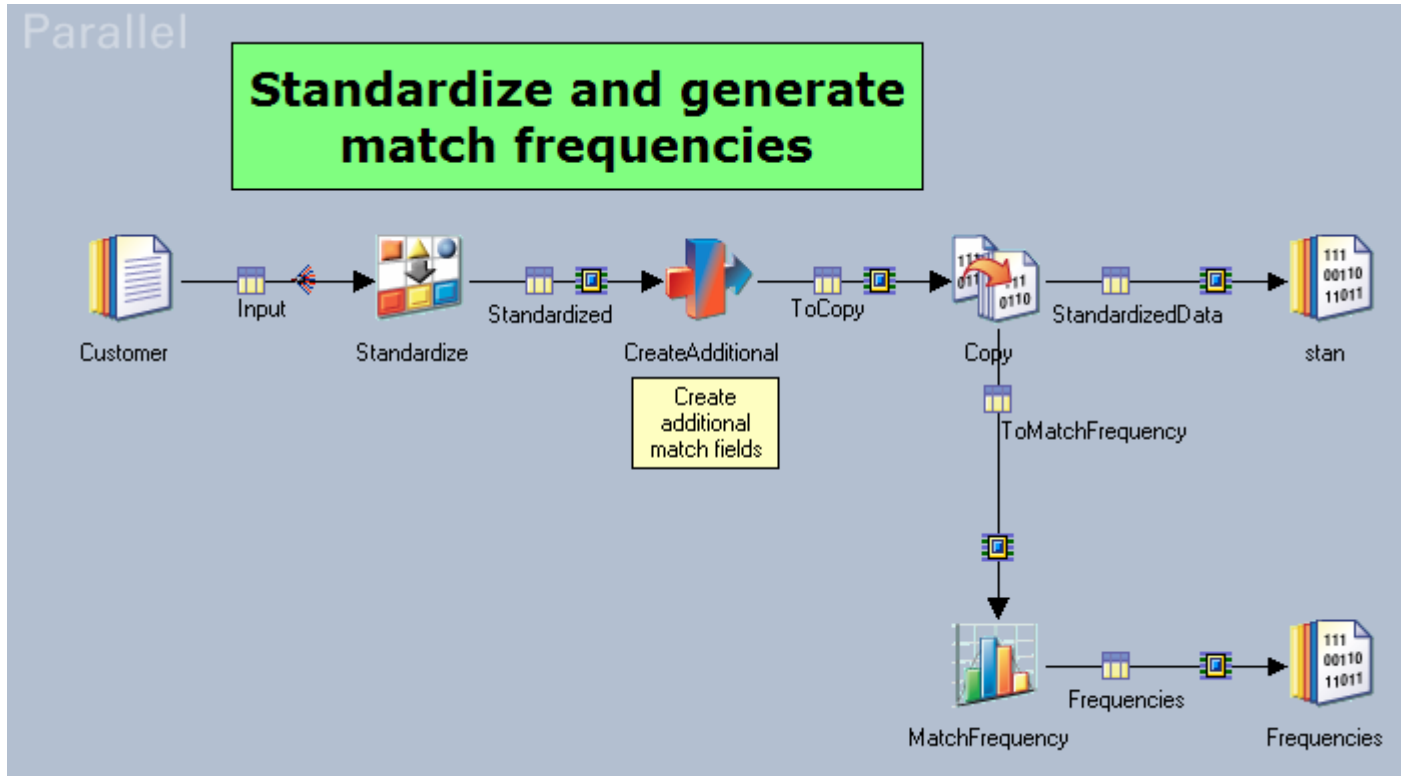 Parallel
Standardize and generate
match frequencies
Input
Standardized
ToCopy
StandardizedData
Customer
Standardize
CreateAdditional
Copy
stan
Create
additional
match fields
ToMatchFrequency
Frequencies
MatchFrequency
Frequencies